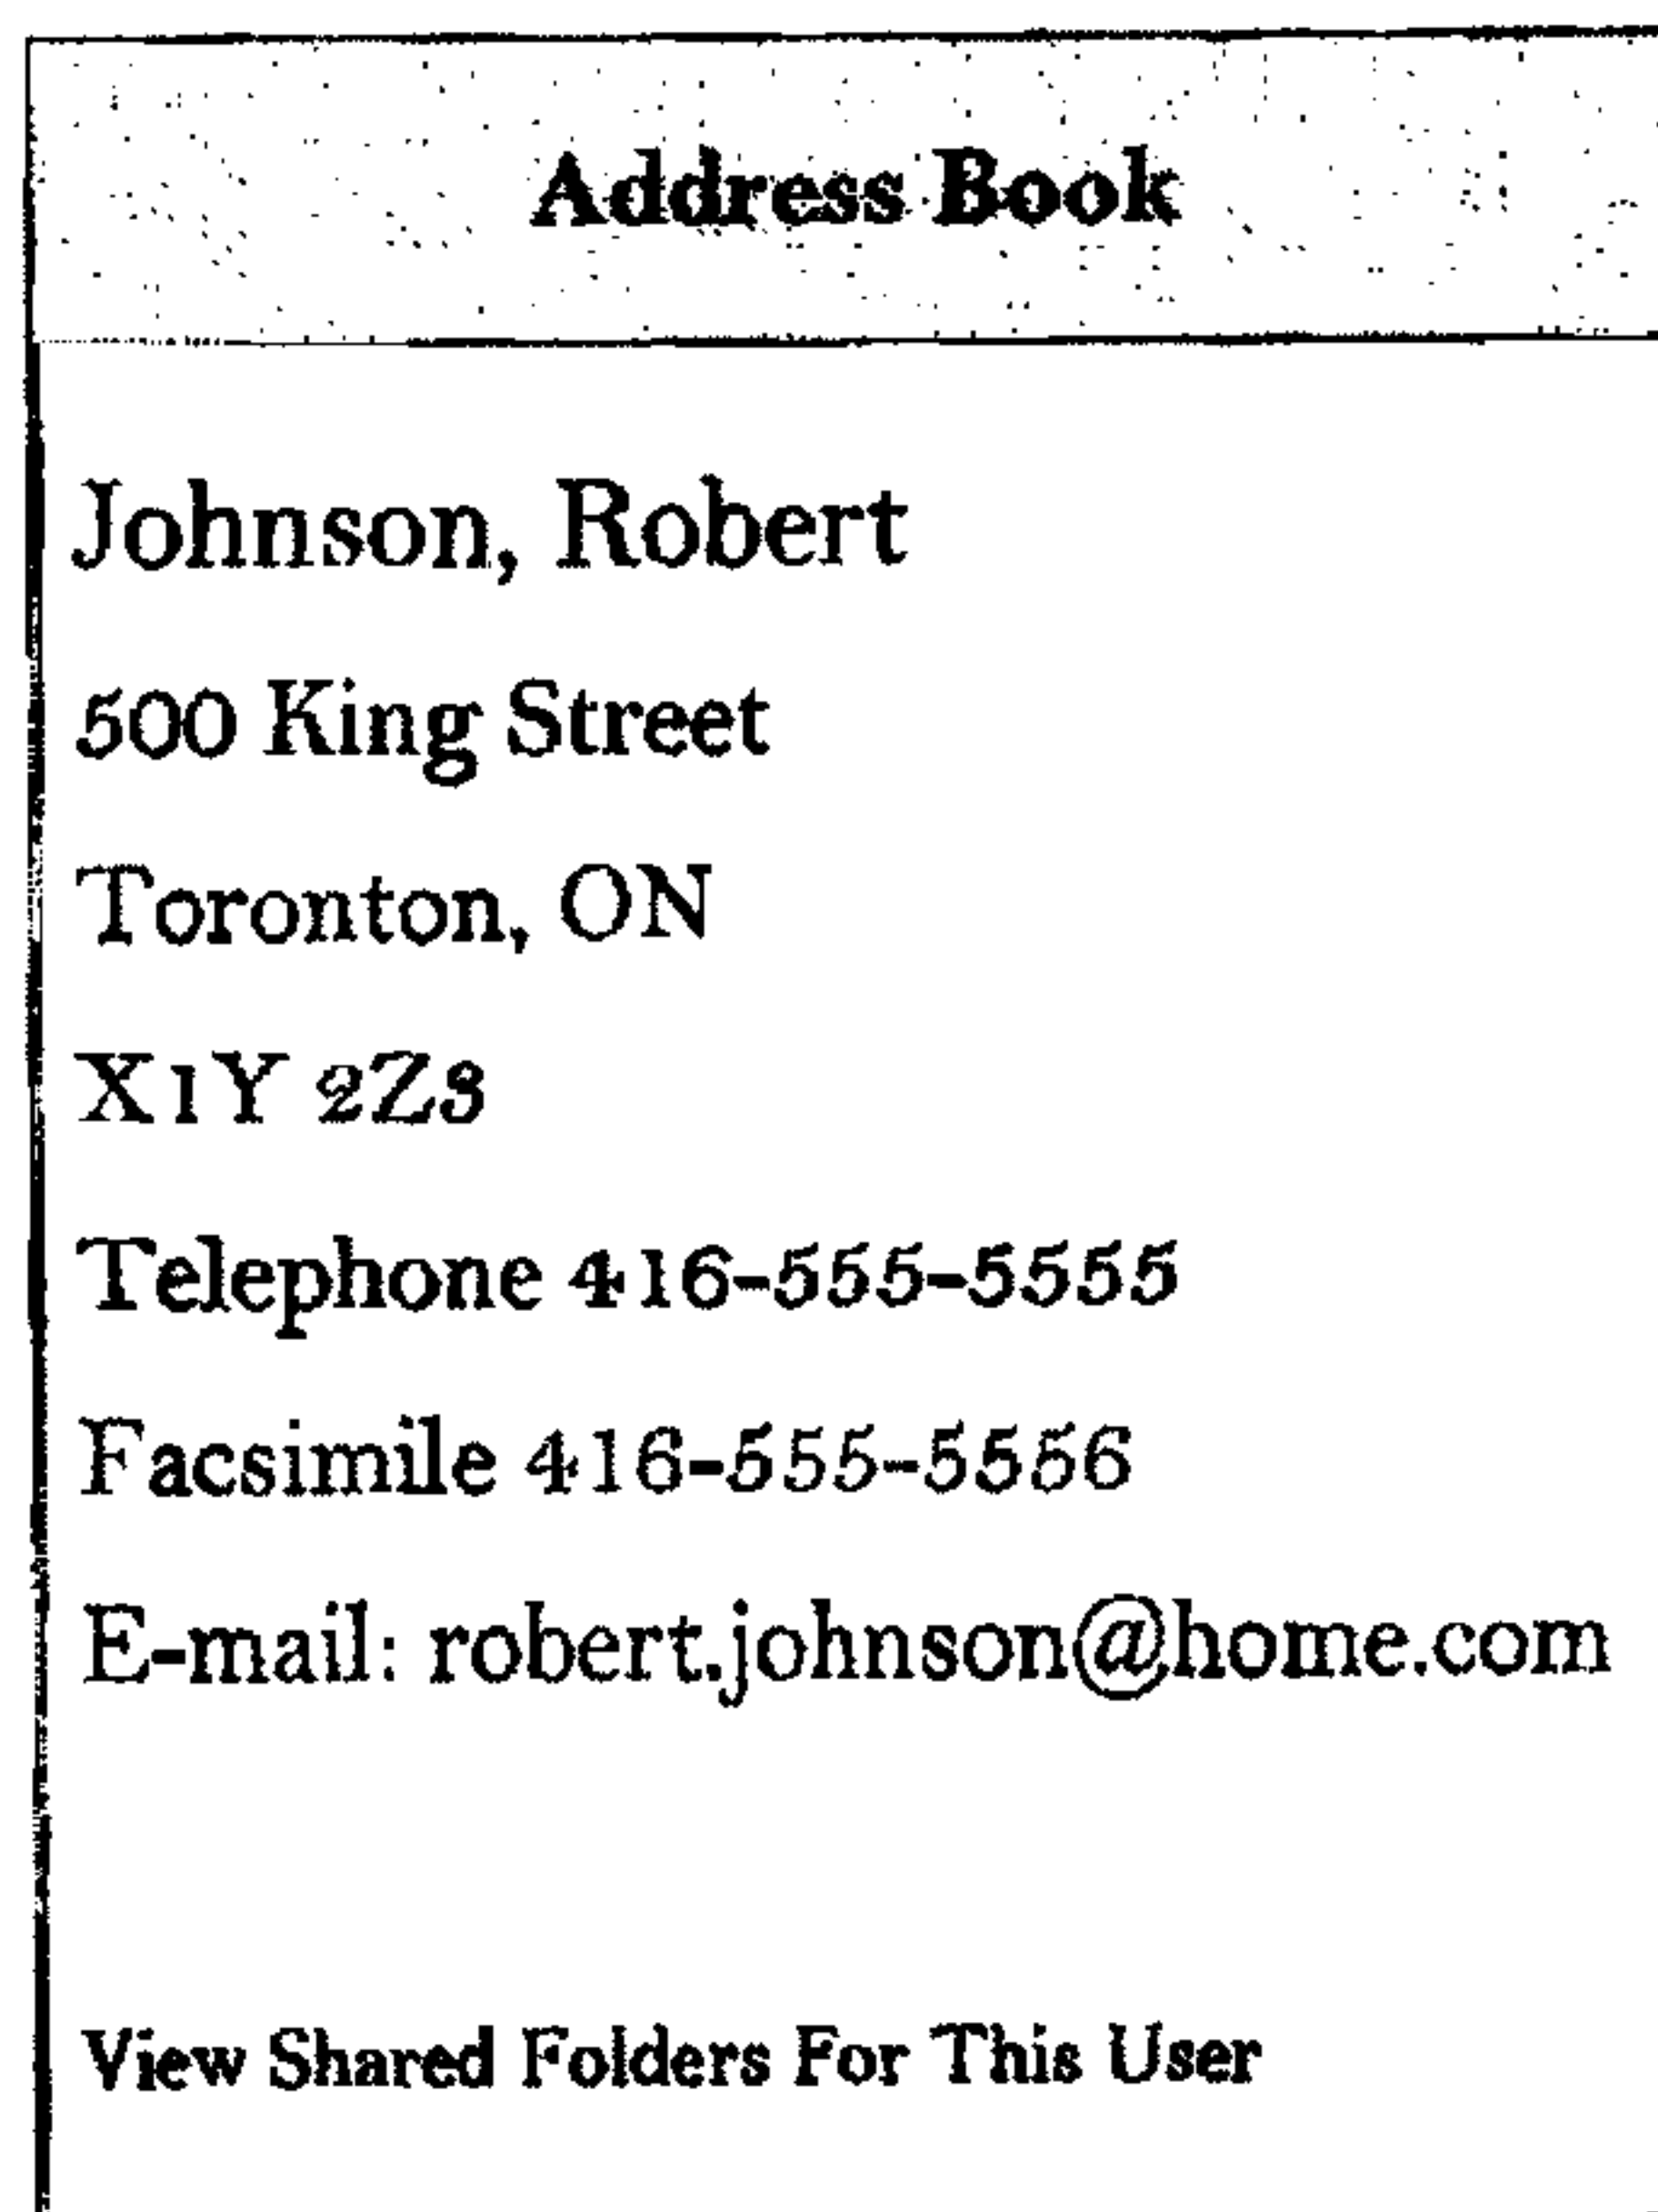 Address Book
Johnson, Robert
500 King Street
Toronton, ON
X1Y 2Z3
Telephone 416-555-5555
Facsimile 416-555-5556
E-mail: robert.johnson@home.com
View Shared Folders For This User